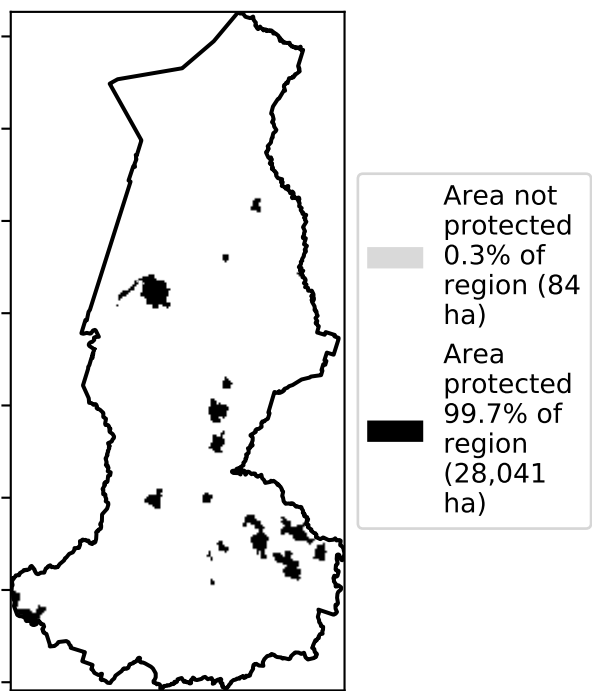 Area not
protected
0.3% of
region (84
ha)
Area
protected
99.7% of
region
(28,041
ha)